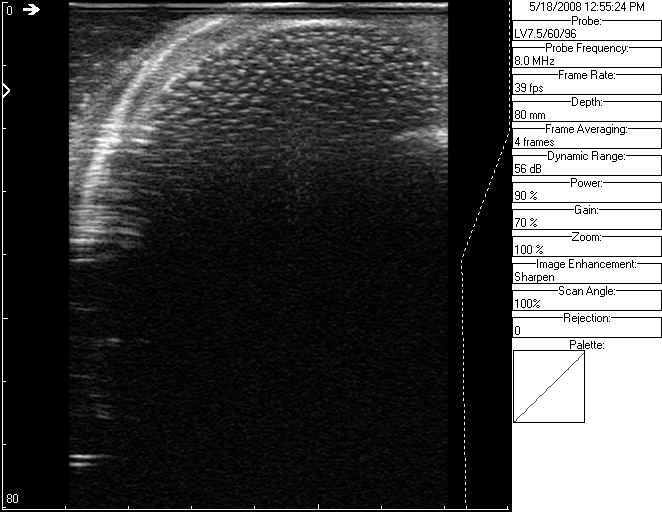 0
80
5/18/2008 12:55:24 PM
Probe:
LV7.5/60/96
Probe Frequency:
8.0 MHz
Frame Rate:
39 fps
Depth:
80 mm
Frame Averaging:
4 frames
Dynamic Range:
56 dB
Power:
90 %
Gain:
70 %
Zoom:
100 %
Image Enhancement:
Sharpen
Scan Angle:
100%
Rejection:
0
Palette: